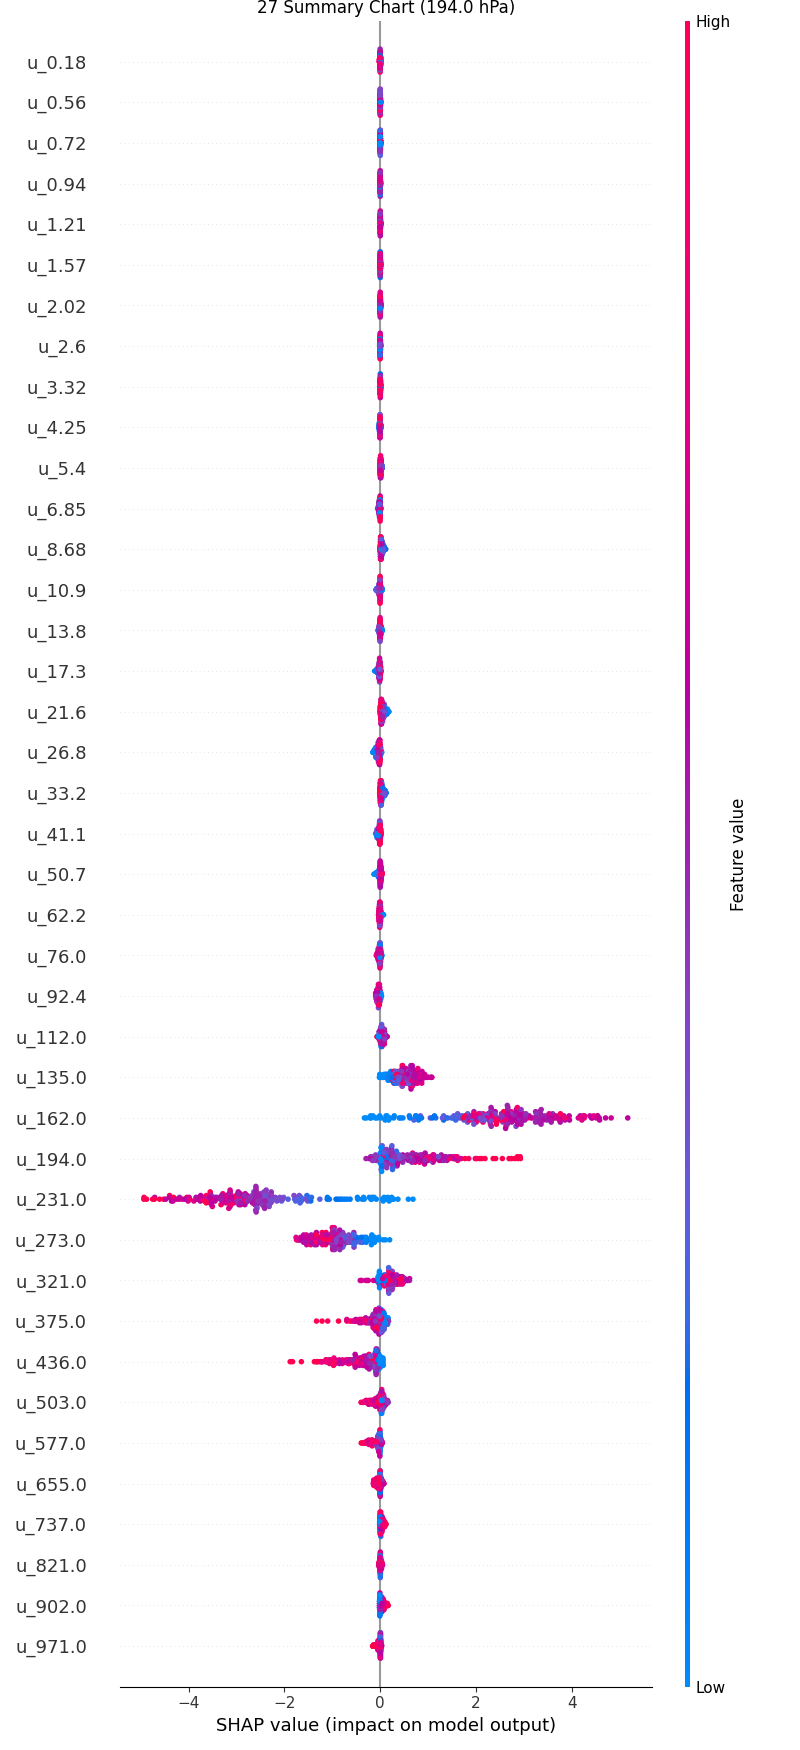 27 Summary Chart (194.0 hPa)
High
u_0.18
u_0.56
u_0.72
u_0.94
u_1.21
u_1.57
u_2.02
u_2.6
u_3.32
u_4.25
u_5.4
u_6.85
u_8.68
u_10.9
u_13.8
u_17.3
u_21.6
u_26.8
u_33.2
u_41.1
u_50.7
u_62.2
u_76.0
u_92.4
u_112.0
u_135.0
u_162.0
u_194.0
u_231.0
u_273.0
u_321.0
u_375.0
u_436.0
u_503.0
u_577.0
u_655.0
u_737.0
u_821.0
u_902.0
u_971.0
Feature value
Low
−4 −2 0 2 4
SHAP value (impact on model output)